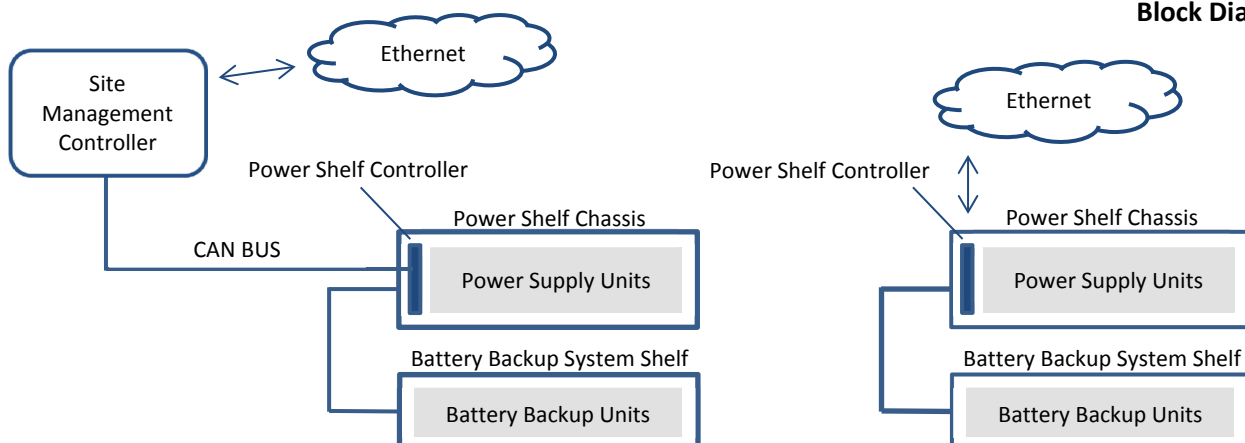 Block Dia
Ethernet
Site
Management
Controller
Power Shelf Controller
Power Shelf Chassis
CAN BUS
Power Supply Units
Battery Backup System Shelf
Battery Backup Units
Ethernet
Power Shelf Controller
Power Shelf Chassis
Power Supply Units
Battery Backup System Shelf
Battery Backup Units